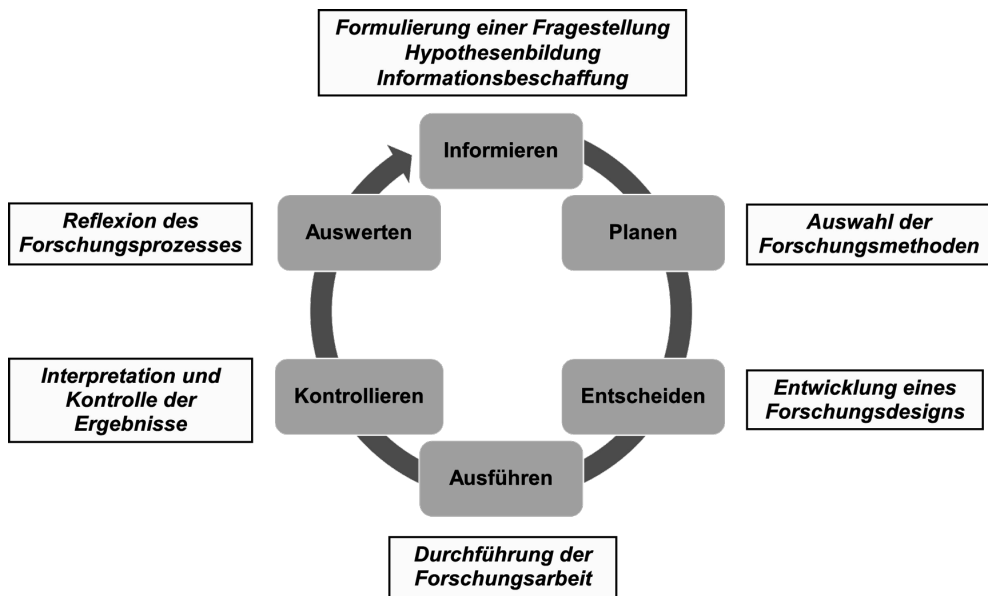 Formulierung einer Fragestellung
Hypothesenbildung
Informationsbeschaffung
Informieren
Planen
Auswahl der
Forschungsmethoden
Entscheiden
Entwicklung eines
Forschungsdesigns
Ausführen
Durchführung der
Forschungsarbeit
Kontrollieren
Interpretation und
Kontrolle der
Ergebnisse
Auswerten
Reflexion des
Forschungsprozesses